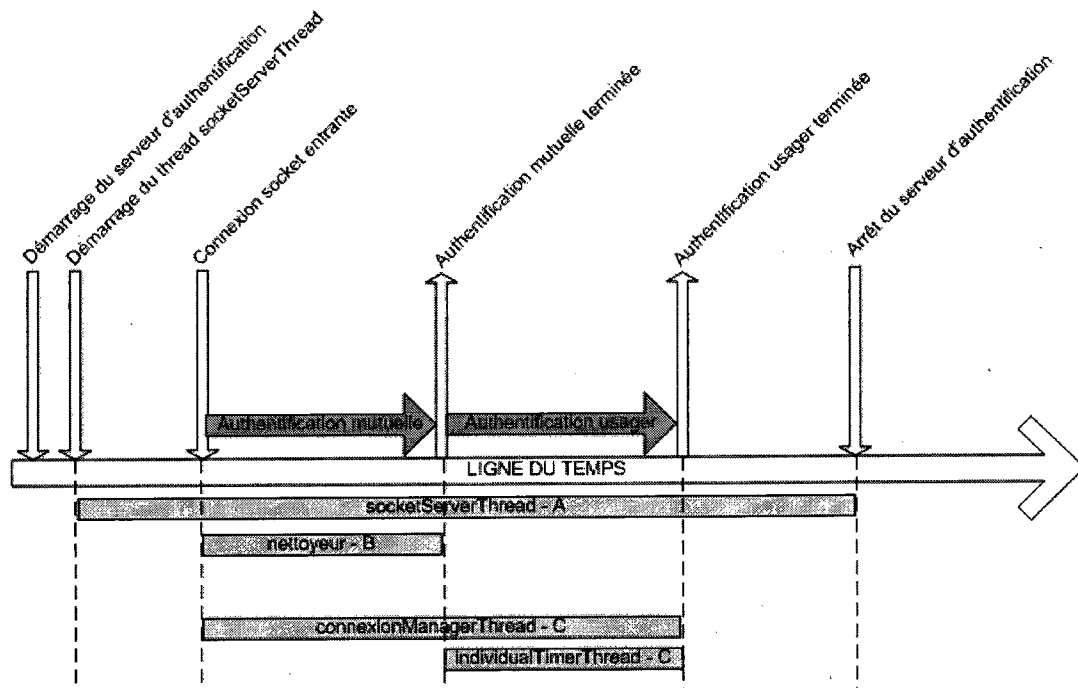 Démarrage du serveur d'authentification
Démarrage du thread socketServerThread
Connexion socket entrante
Authentification mutuelle terminée
Authentification usager terminée
Arrêt du serveur d'authentification
Authentification mutuelle
Authentification usager
LIGNE DU TEMPS
socketServerThread - A
nettoyeur - B
connexionManagerThread - C
individualTimerThread - C